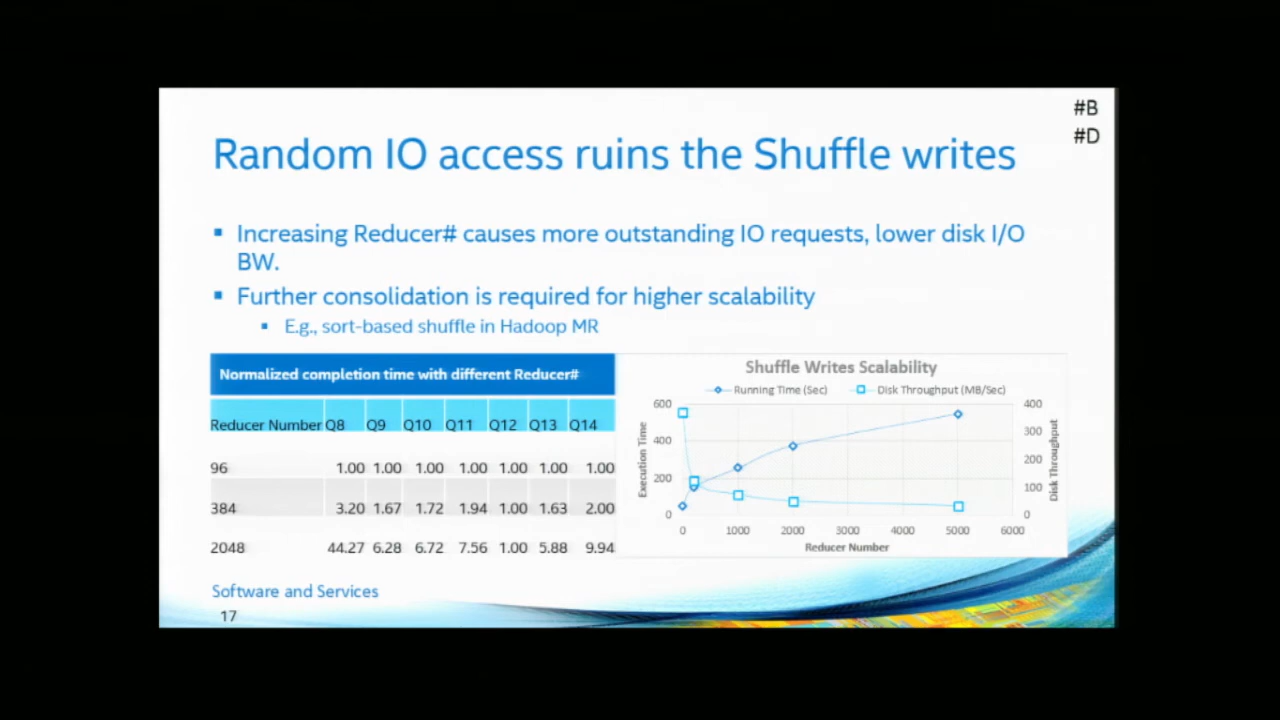 #B
#D
Random IO access ruins the Shuffle writes
▪ Increasing Reducer# causes more outstanding IO requests, lower disk I/O
BW.
▪ Further consolidation is required for higher scalability
▪ E.g., sort-based shuffle in Hadoop MR
Normalized completion time with different Reducer#
Reducer Number Q8 Q9 Q10 Q11 Q12 Q13 Q14
96 1.00 1.00 1.00 1.00 1.00 1.00 1.00
384 3.20 1.67 1.72 1.94 1.00 1.63 2.00
2048 44.27 6.28 6.72 7.56 1.00 5.88 9.94
Shuffle Writes Scalability
Running Time (Sec) Disk Throughput (MB/Sec)
Execution Time
600
400
200
0
400
300
200
100
0
Disk Throughput
0 1000 2000 3000 4000 5000 6000
Reducer Number
Software and Services
17